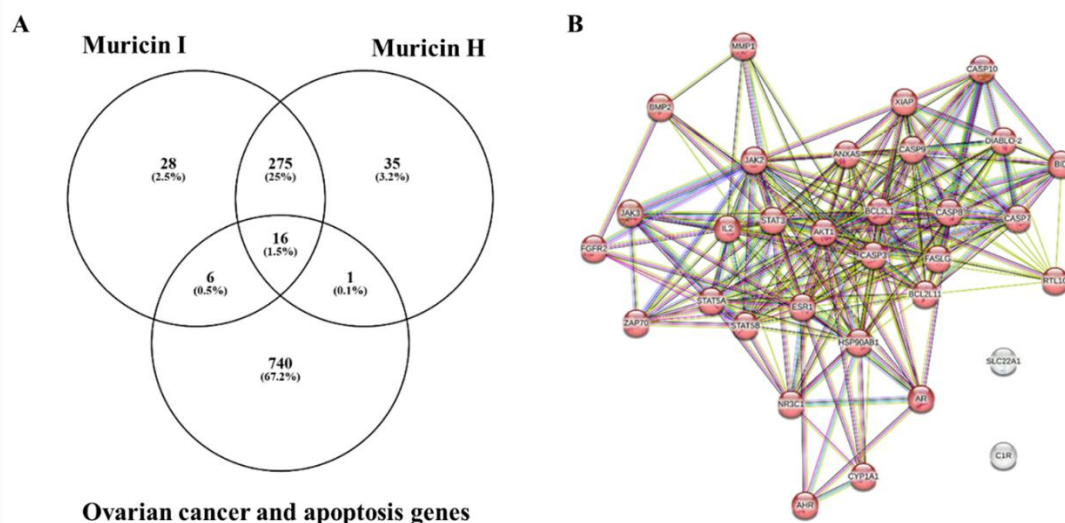 A
B
Muricin I
Muricin H
28
(2.5%)
275
(25%)
35
(3.2%)
16
(1.5%)
6
(0.5%)
1
(0.1%)
740
(67.2%)
Ovarian cancer and apoptosis genes
MMP1
CASP10
BMP2
XIAP
DIABLO-2
JAK2
ANXA5
CASP9
BID
JAK3
IL2
STAT3
AKT1
BCL2L1
CASP8
CASP7
FGFR2
CASP3
FASLG
RTL10
STAT5A
ESR1
BCL2L11
ZAP70
STAT5B
HSP90AB1
SLC22A1
NR3C1
AR
C1R
CYP1A1
AHR